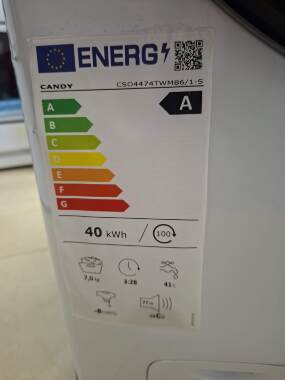 ENERG
CANDY CSO4474TWMB6/1-S
A A
B
C
D
E
F
G
40 kWh 100
7,0 kg 3:28 41 L